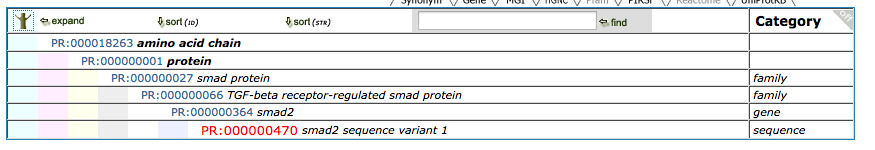 Synonym Gene MGI HGNC Pfam PIRSF Reactome UniProtKB
expand sort (ID) sort (STR) find Category Off
PR:000018263 amino acid chain
PR:000000001 protein
PR:000000027 smad protein family
PR:000000066 TGF-beta receptor-regulated smad protein family
PR:000000364 smad2 gene
PR:000000470 smad2 sequence variant 1 sequence